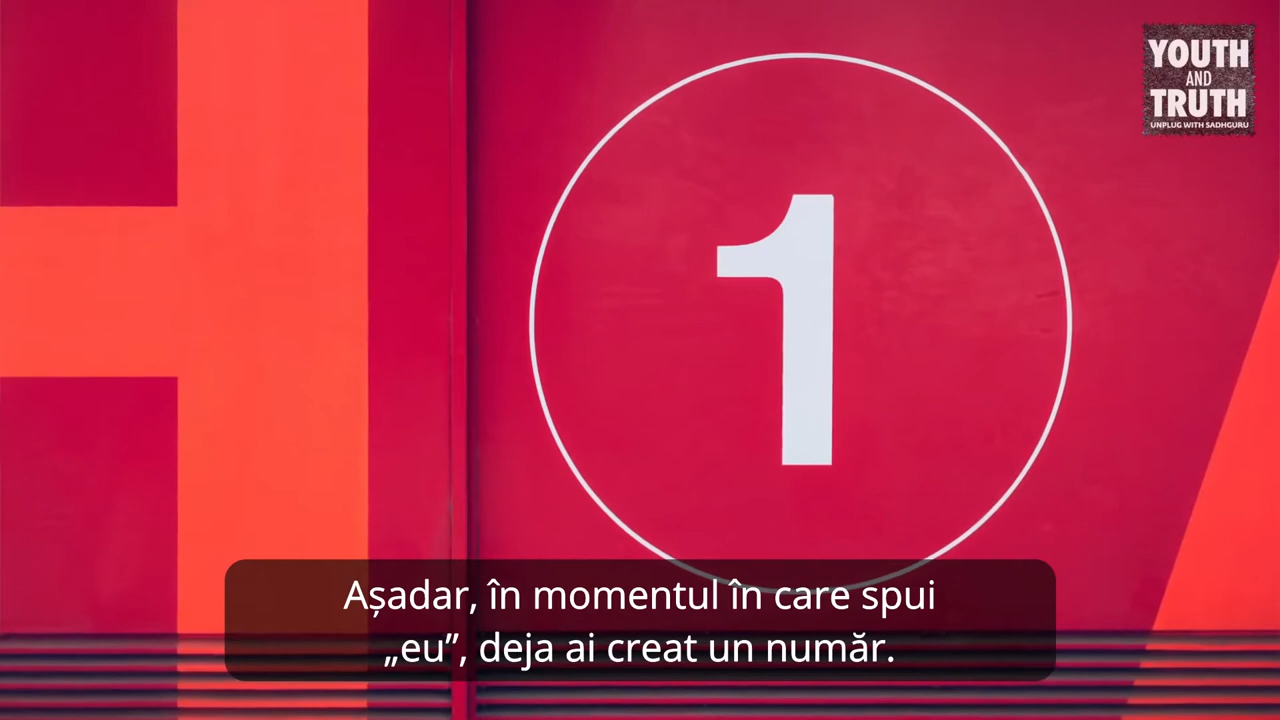 YOUTH
AND
TRUTH
UNPLUG WITH SADHGURU
1
Așadar, în momentul în care spui
„eu”, deja ai creat un număr.